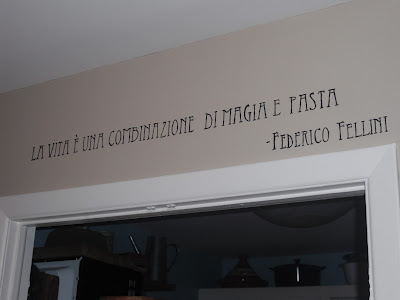 LA VITA È UNA COMBINAZIONE DI MAGIA E PASTA
-FEDERICO FELLINI